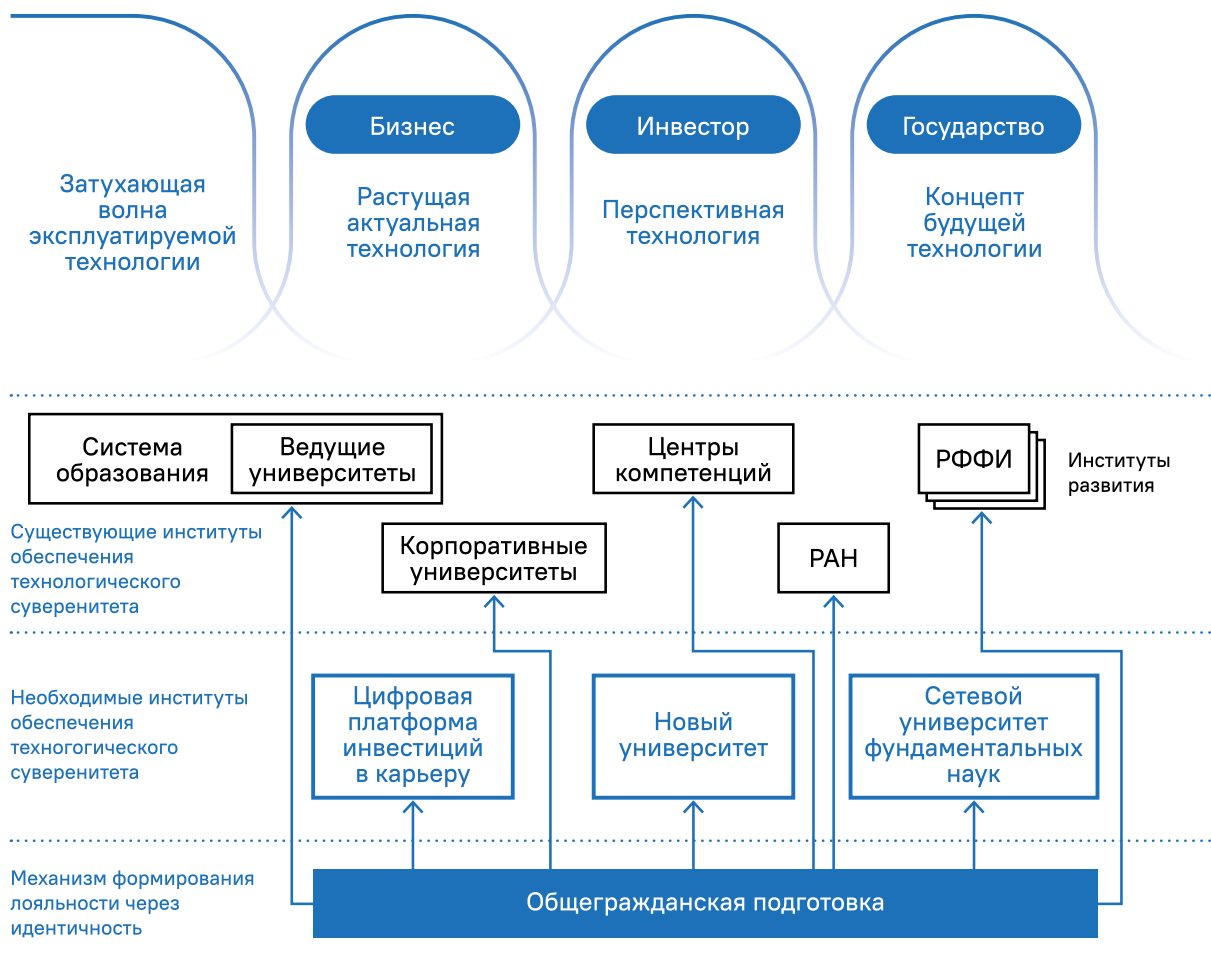 Бизнес
Инвестор
Государство
Затухающая
волна
эксплуатируемой
технологии
Растущая
актуальная
технология
Перспективная
технология
Концепт
будущей
технологии
Система
образования
Ведущие
университеты
Центры
компетенций
РФФИ
Институты
развития
Существующие институты
обеспечения
технологического
суверенитета
Корпоративные
университеты
РАН
Необходимые институты
обеспечения
техногогического
суверенитета
Цифровая
платформа
инвестиций
в карьеру
Новый
университет
Сетевой
университет
фундаментальных
наук
Механизм формирования
лояльности через
идентичность
Общегражданская подготовка